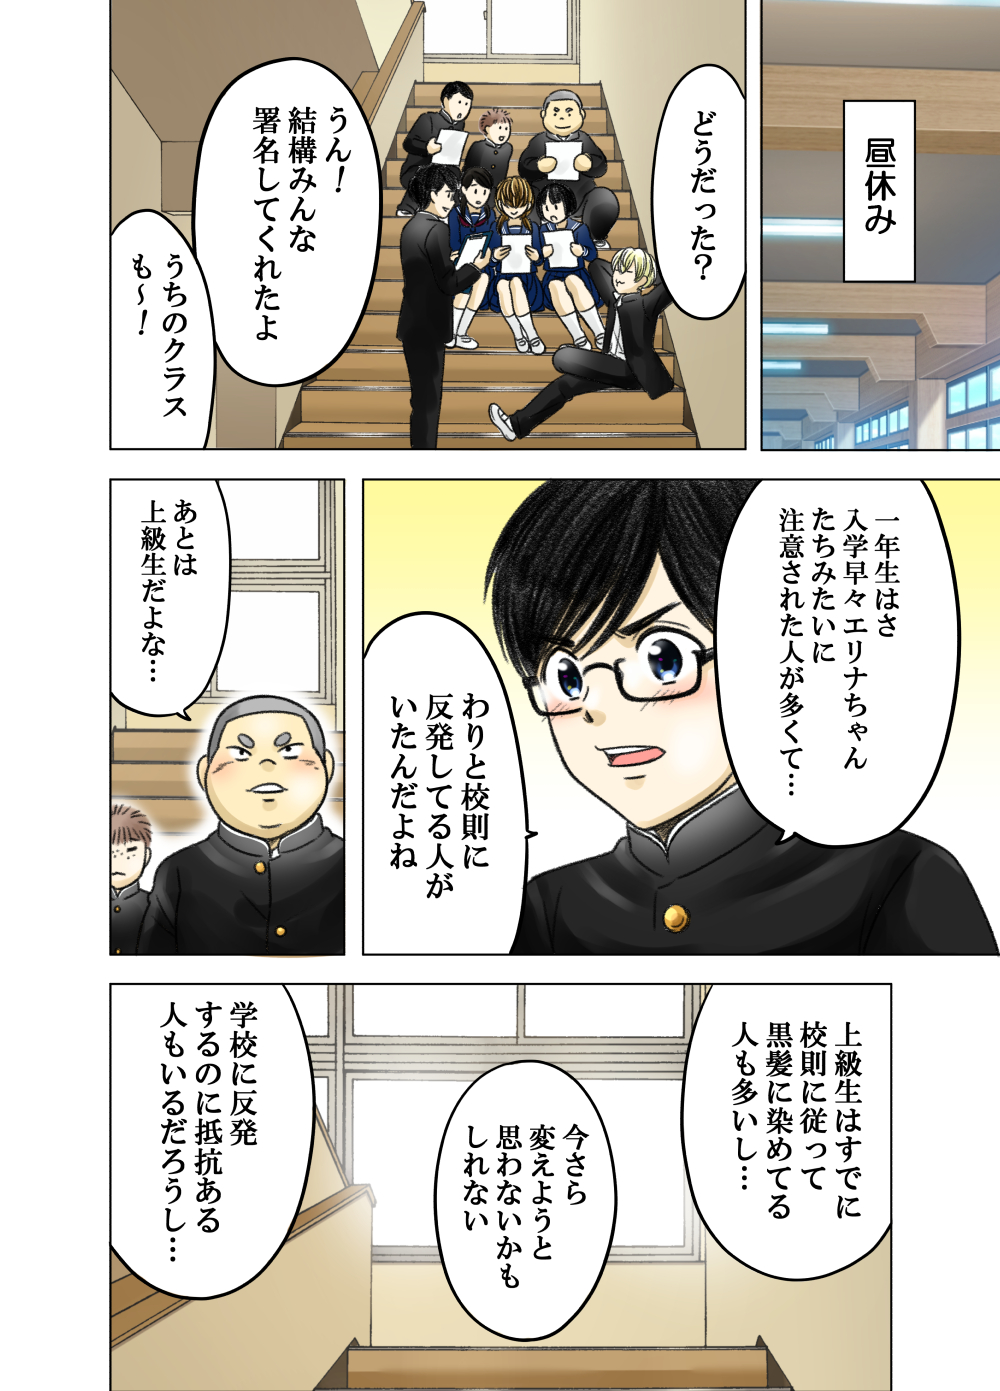 昼休み
どうだった？
うん！
結構みんな
署名してくれたよ
うちのクラス
も〜！
一年生はさ
入学早々エリナちゃん
たちみたいに
注意された人が多くて…
わりと校則に
反発してる人が
いたんだよね
あとは
上級生だよな…
上級生はすでに
校則に従って
黒髪に染めてる
人も多いし…
今さら
変えようと
思わないかも
しれない
学校に反発
するのに抵抗ある
人もいるだろうし…